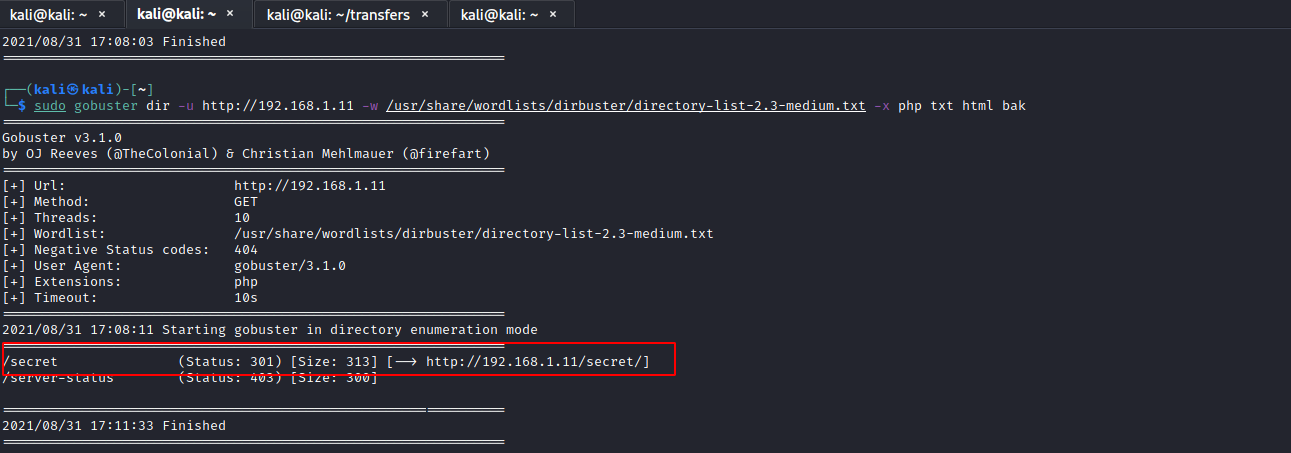 kali@kali: ~ × kali@kali: ~ × kali@kali: ~/transfers × kali@kali: ~ ×
2021/08/31 17:08:03 Finished
===============================================================
┌──(kali㉿kali)-[~]
└─$ sudo gobuster dir -u http://192.168.1.11 -w /usr/share/wordlists/dirbuster/directory-list-2.3-medium.txt -x php txt html bak
===============================================================
Gobuster v3.1.0
by OJ Reeves (@TheColonial) & Christian Mehlmauer (@firefart)
===============================================================
[+] Url:                     http://192.168.1.11
[+] Method:                  GET
[+] Threads:                 10
[+] Wordlist:                /usr/share/wordlists/dirbuster/directory-list-2.3-medium.txt
[+] Negative Status codes:   404
[+] User Agent:              gobuster/3.1.0
[+] Extensions:              php
[+] Timeout:                 10s
===============================================================
2021/08/31 17:08:11 Starting gobuster in directory enumeration mode
===============================================================
/secret               (Status: 301) [Size: 313] [--> http://192.168.1.11/secret/]
/server-status        (Status: 403) [Size: 300]
===============================================================
2021/08/31 17:11:33 Finished
===============================================================